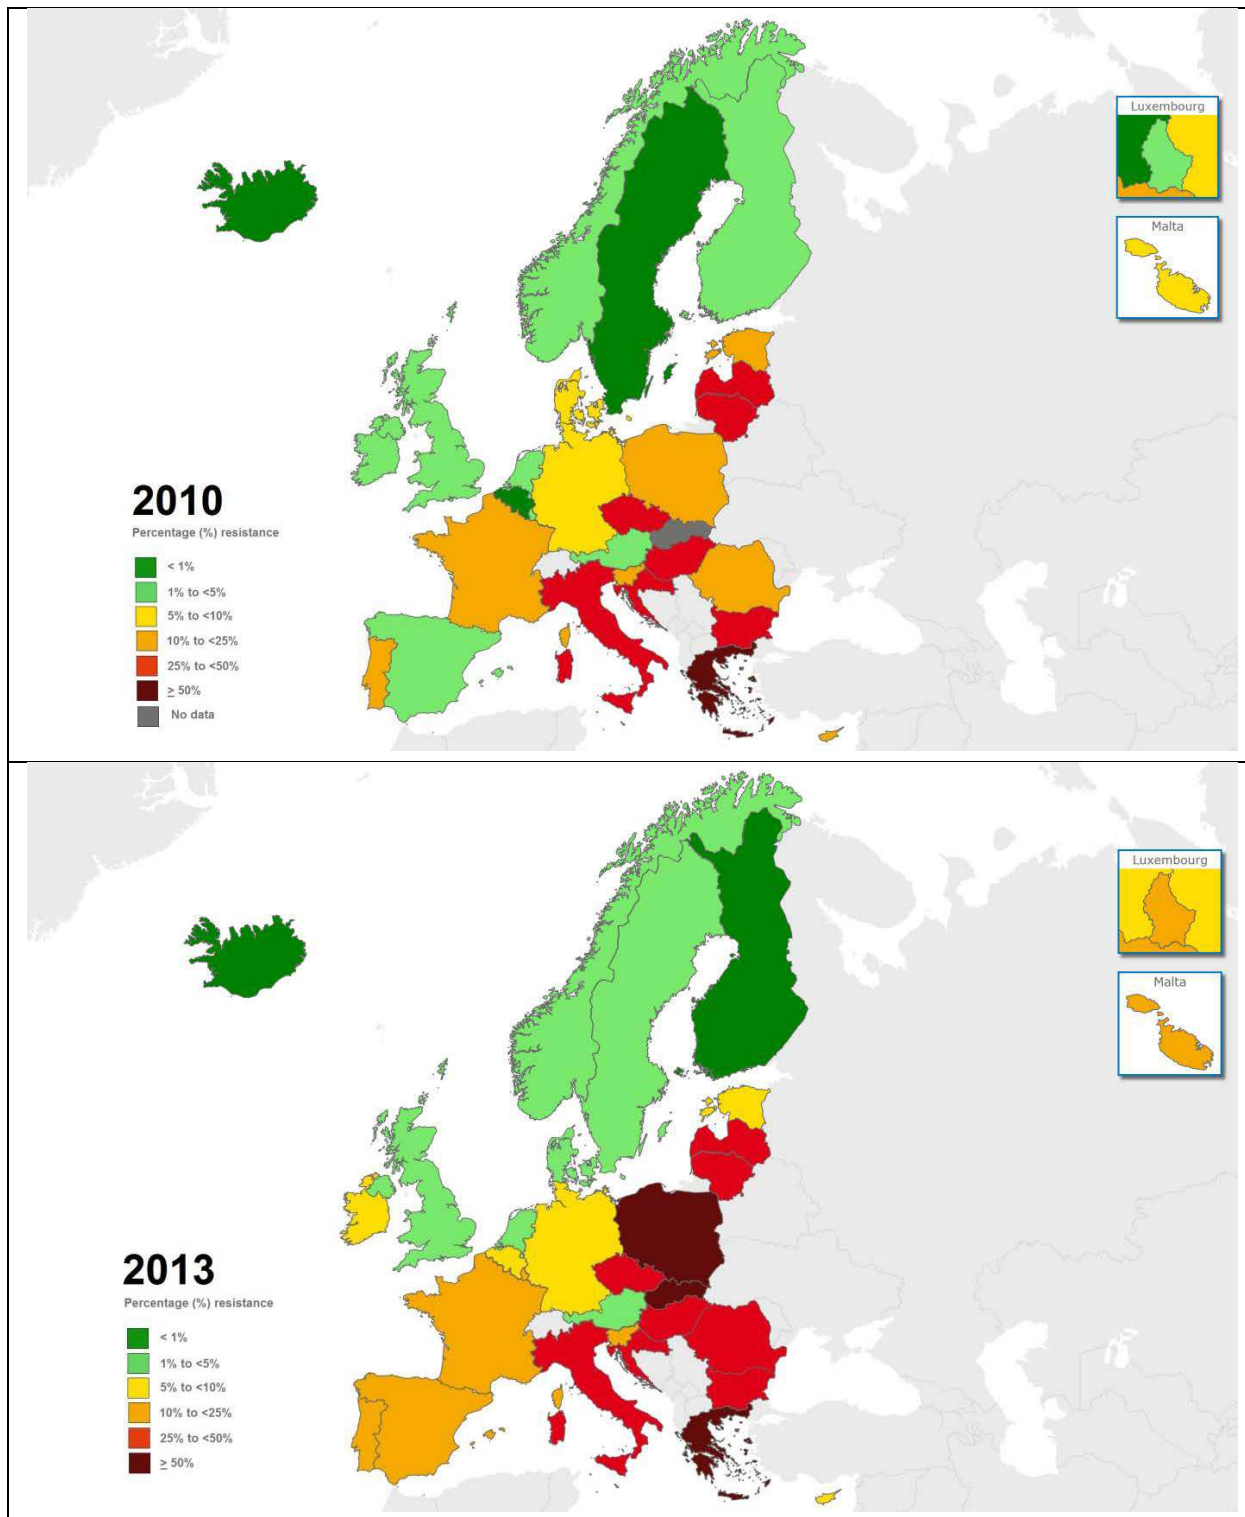 Luxembourg
Malta
2010
Percentage (%) resistance
< 1%
1% to <5%
5% to <10%
10% to <25%
25% to <50%
≥ 50%
No data
Luxembourg
Malta
2013
Percentage (%) resistance
< 1%
1% to <5%
5% to <10%
10% to <25%
25% to <50%
≥ 50%